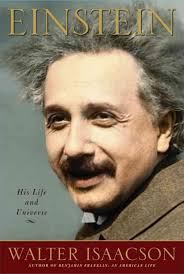 EINSTEIN
His Life and
Universe
WALTER ISAACSON
AUTHOR OF BENJAMIN FRANKLIN: AN AMERICAN LIFE